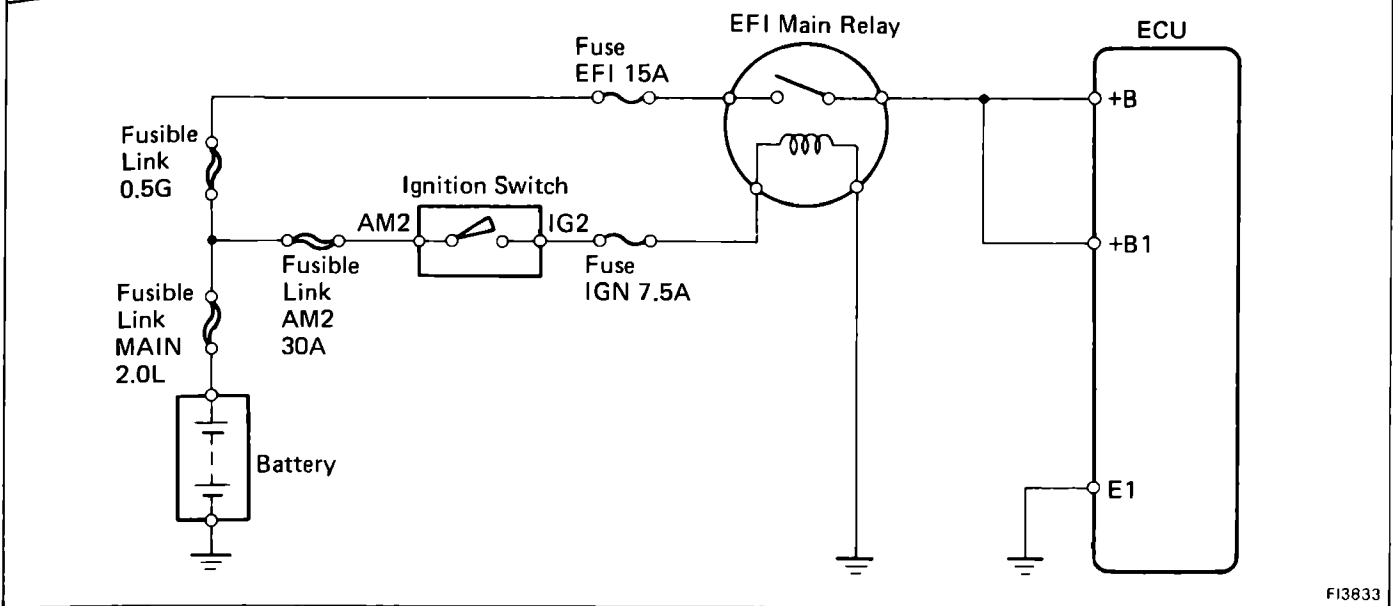 EFI Main Relay
ECU
Fuse
EFI 15A
+B
Fusible
Link
0.5G
Ignition Switch
AM2
IG2
+B1
Fusible
Link
AM2
30A
Fuse
IGN 7.5A
Fusible
Link
MAIN
2.0L
Battery
E1
FI3833